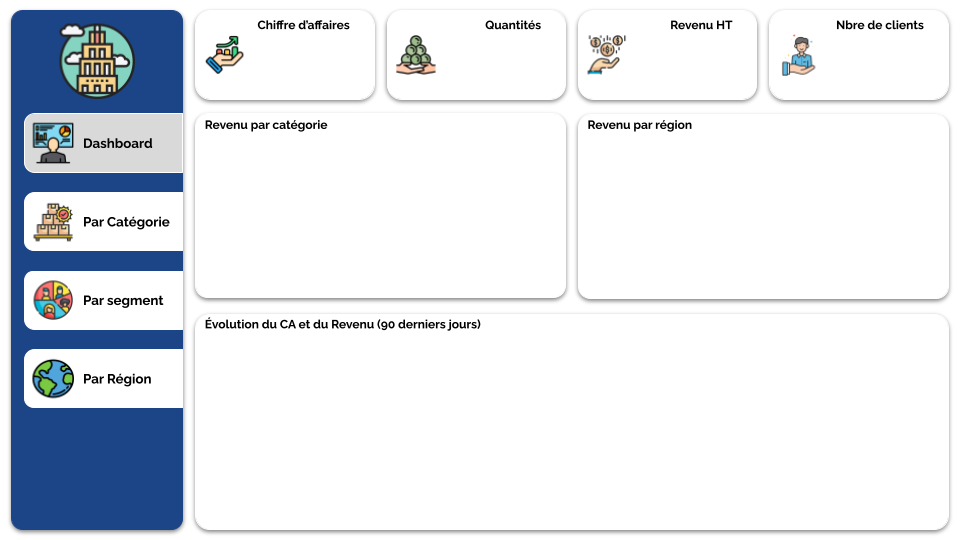 Chiffre d'affaires
Quantités
Revenu HT
Nbre de clients
Dashboard
Par Catégorie
Par segment
Par Région
Revenu par catégorie
Revenu par région
Évolution du CA et du Revenu (90 derniers jours)